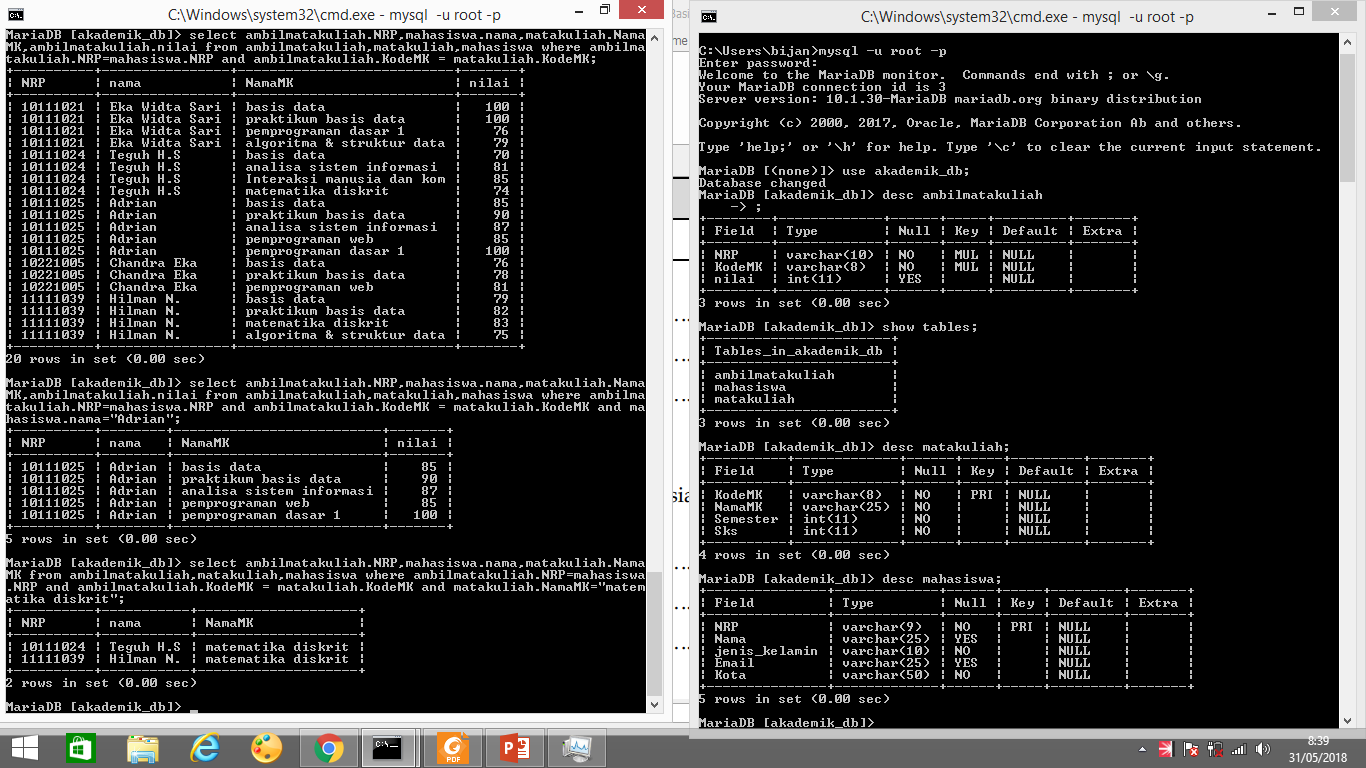 C:\Windows\system32\cmd.exe - mysql -u root -p
MariaDB [akademik_db]> select ambilmatakuliah.NRP,mahasiswa.nama,matakuliah.Nama
MK,ambilmatakuliah.nilai from ambilmatakuliah,matakuliah,mahasiswa where ambilma
takuliah.NRP=mahasiswa.NRP and ambilmatakuliah.KodeMK = matakuliah.KodeMK;
| NRP | nama | NamaMK | nilai |
| 10111021 | Eka Widta Sari | basis data | 100 |
| 10111021 | Eka Widta Sari | praktikum basis data | 100 |
| 10111021 | Eka Widta Sari | pemprograman dasar 1 | 76 |
| 10111021 | Eka Widta Sari | algoritma & struktur data | 79 |
| 10111024 | Teguh H.S | basis data | 70 |
| 10111024 | Teguh H.S | analisa sistem informasi | 81 |
| 10111024 | Teguh H.S | Interaksi manusia dan kom | 85 |
| 10111024 | Teguh H.S | matematika diskrit | 74 |
| 10111025 | Adrian | basis data | 85 |
| 10111025 | Adrian | praktikum basis data | 90 |
| 10111025 | Adrian | analisa sistem informasi | 87 |
| 10111025 | Adrian | pemprograman web | 85 |
| 10111025 | Adrian | pemprograman dasar 1 | 100 |
| 10221005 | Chandra Eka | basis data | 76 |
| 10221005 | Chandra Eka | praktikum basis data | 78 |
| 10221005 | Chandra Eka | pemprograman web | 81 |
| 11111039 | Hilman N. | basis data | 79 |
| 11111039 | Hilman N. | praktikum basis data | 82 |
| 11111039 | Hilman N. | matematika diskrit | 83 |
| 11111039 | Hilman N. | algoritma & struktur data | 75 |
20 rows in set (0.00 sec)
MariaDB [akademik_db]> select ambilmatakuliah.NRP,mahasiswa.nama,matakuliah.Nama
MK,ambilmatakuliah.nilai from ambilmatakuliah,matakuliah,mahasiswa where ambilma
takuliah.NRP=mahasiswa.NRP and ambilmatakuliah.KodeMK = matakuliah.KodeMK and ma
hasiswa.nama="Adrian";
| NRP | nama | NamaMK | nilai |
| 10111025 | Adrian | basis data | 85 |
| 10111025 | Adrian | praktikum basis data | 90 |
| 10111025 | Adrian | analisa sistem informasi | 87 |
| 10111025 | Adrian | pemprograman web | 85 |
| 10111025 | Adrian | pemprograman dasar 1 | 100 |
5 rows in set (0.00 sec)
MariaDB [akademik_db]> select ambilmatakuliah.NRP,mahasiswa.nama,matakuliah.Nama
MK from ambilmatakuliah,matakuliah,mahasiswa where ambilmatakuliah.NRP=mahasiswa
.NRP and ambilmatakuliah.KodeMK = matakuliah.KodeMK and matakuliah.NamaMK="matem
atika diskrit";
| NRP | nama | NamaMK |
| 10111024 | Teguh H.S | matematika diskrit |
| 11111039 | Hilman N. | matematika diskrit |
2 rows in set (0.00 sec)
MariaDB [akademik_db]> _
C:\Windows\system32\cmd.exe - mysql -u root -p
C:\Users\bijan>mysql -u root -p
Enter password:
Welcome to the MariaDB monitor. Commands end with ; or \g.
Your MariaDB connection id is 3
Server version: 10.1.30-MariaDB mariadb.org binary distribution
Copyright (c) 2000, 2017, Oracle, MariaDB Corporation Ab and others.
Type 'help;' or '\h' for help. Type '\c' to clear the current input statement.
MariaDB [(none)]> use akademik_db;
Database changed
MariaDB [akademik_db]> desc ambilmatakuliah
-> ;
| Field | Type | Null | Key | Default | Extra |
| NRP | varchar(10) | NO | MUL | NULL | |
| KodeMK | varchar(8) | NO | MUL | NULL | |
| nilai | int(11) | YES | | NULL | |
3 rows in set (0.00 sec)
MariaDB [akademik_db]> show tables;
| Tables_in_akademik_db |
| ambilmatakuliah |
| mahasiswa |
| matakuliah |
3 rows in set (0.00 sec)
MariaDB [akademik_db]> desc matakuliah;
| Field | Type | Null | Key | Default | Extra |
| KodeMK | varchar(8) | NO | PRI | NULL | |
| NamaMK | varchar(25) | NO | | NULL | |
| Semester | int(11) | NO | | NULL | |
| Sks | int(11) | NO | | NULL | |
4 rows in set (0.00 sec)
MariaDB [akademik_db]> desc mahasiswa;
| Field | Type | Null | Key | Default | Extra |
| NRP | varchar(9) | NO | PRI | NULL | |
| Nama | varchar(25) | YES | | NULL | |
| jenis_kelamin | varchar(10) | NO | | NULL | |
| Email | varchar(25) | YES | | NULL | |
| Kota | varchar(50) | NO | | NULL | |
5 rows in set (0.00 sec)
MariaDB [akademik_db]>
PDF
8:39
31/05/2018